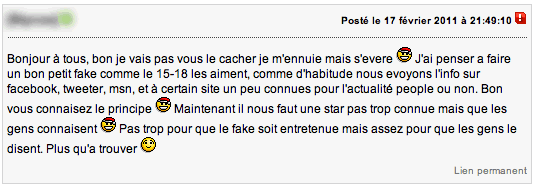 Posté le 17 février 2011 à 21:49:10
Bonjour à tous, bon je vais pas vous le cacher je m'ennuie mais s'evere J'ai penser a faire
un bon petit fake comme le 15-18 les aiment, comme d'habitude nous evoyons l'info sur
facebook, tweeter, msn, et à certain site un peu connues pour l'actualité people ou non. Bon
vous connaisez le principe Maintenant il nous faut une star pas trop connue mais que les
gens connaisent Pas trop pour que le fake soit entretenue mais assez pour que les gens le
disent. Plus qu'a trouver
Lien permanent